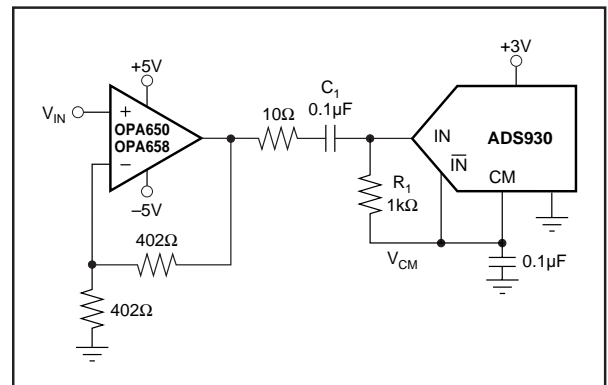 +5V
V_IN
+
OPA650
OPA658
–
–5V
402Ω
402Ω
10Ω
C1
0.1µF
R1
1kΩ
V_CM
+3V
IN
ADS930
I̅N̅
CM
0.1µF